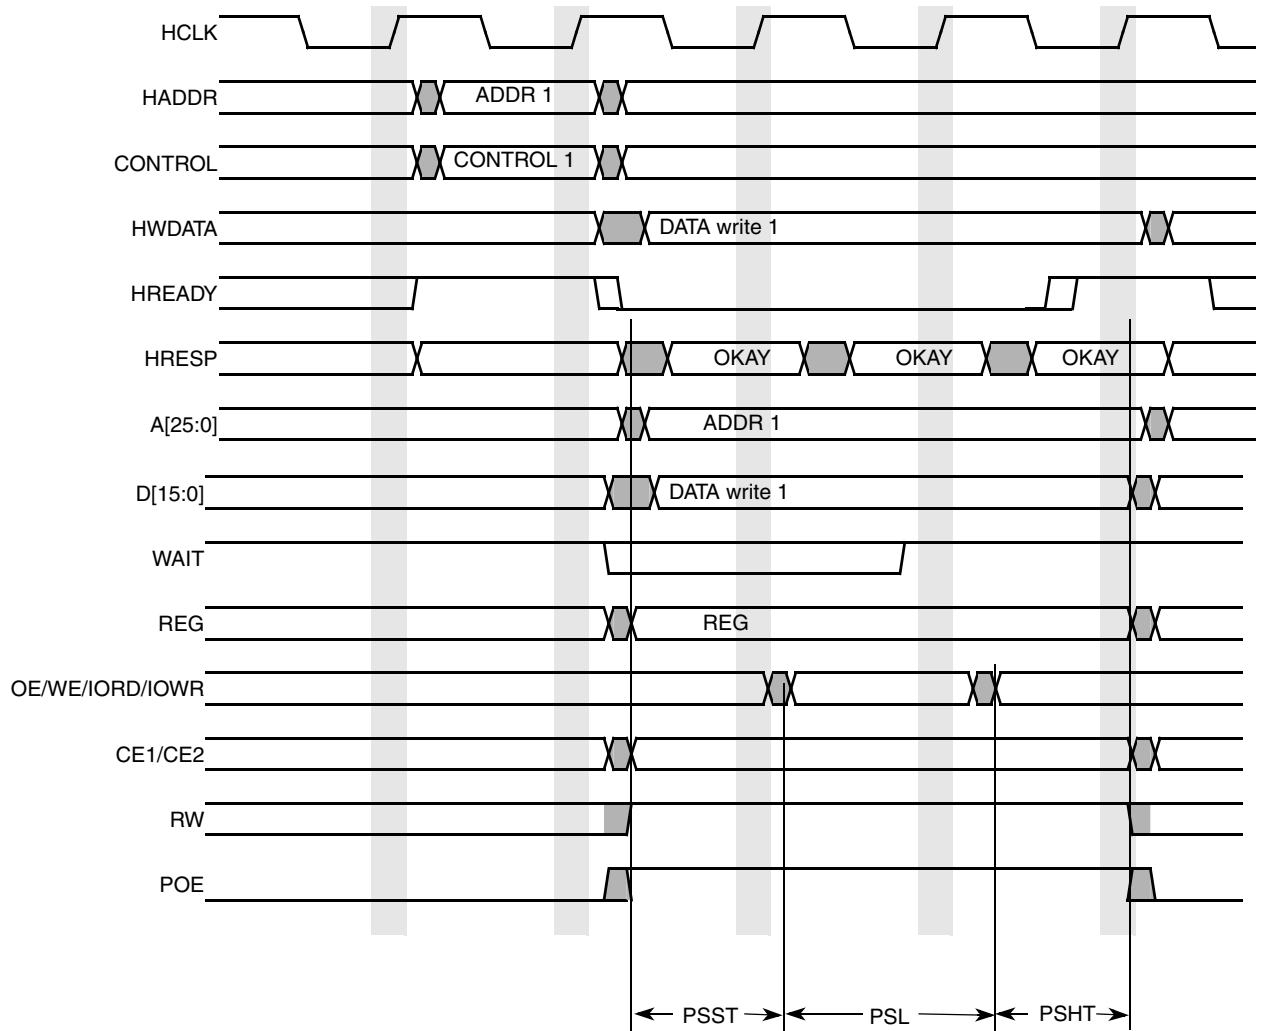 HCLK
HADDR ADDR 1
CONTROL CONTROL 1
HWDATA DATA write 1
HREADY
HRESP OKAY OKAY OKAY
A[25:0] ADDR 1
D[15:0] DATA write 1
WAIT
REG REG
OE/WE/IORD/IOWR
CE1/CE2
RW
POE
PSST PSL PSHT